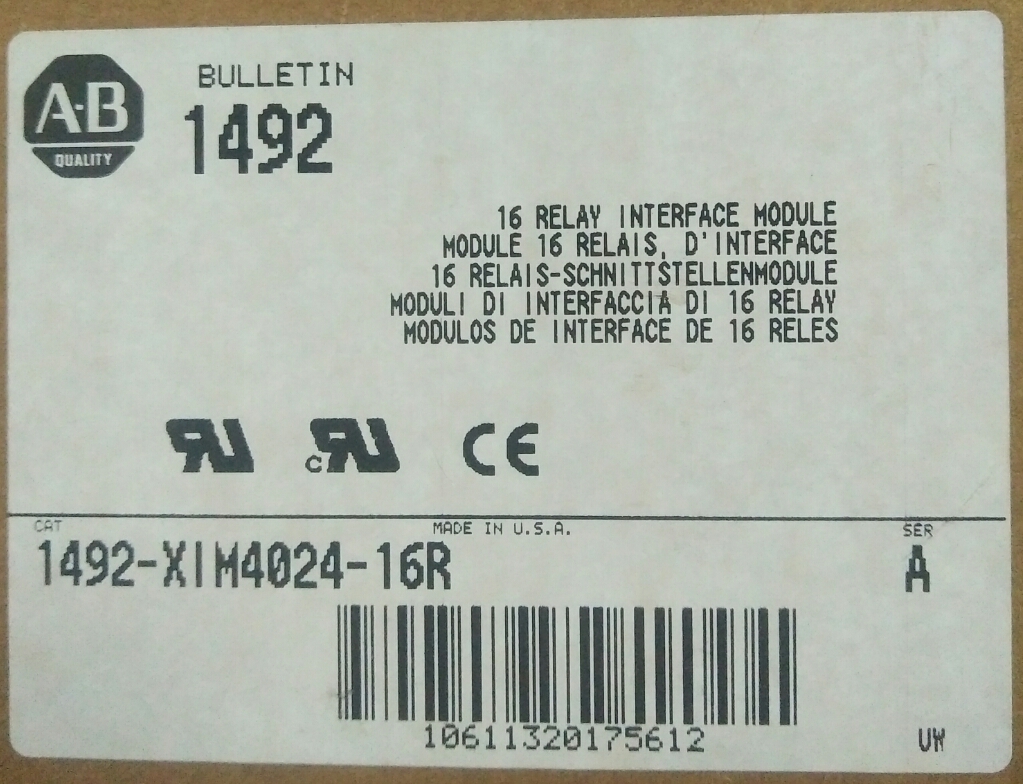 A-B
QUALITY
BULLETIN
1492
16 RELAY INTERFACE MODULE
MODULE 16 RELAIS, D'INTERFACE
16 RELAIS-SCHNITTSTELLENMODULE
MODULI DI INTERFACCIA DI 16 RELAY
MODULOS DE INTERFACE DE 16 RELES
CE
CAT
MADE IN U.S.A.
SER
1492-XIM4024-16R
A
10611320175612